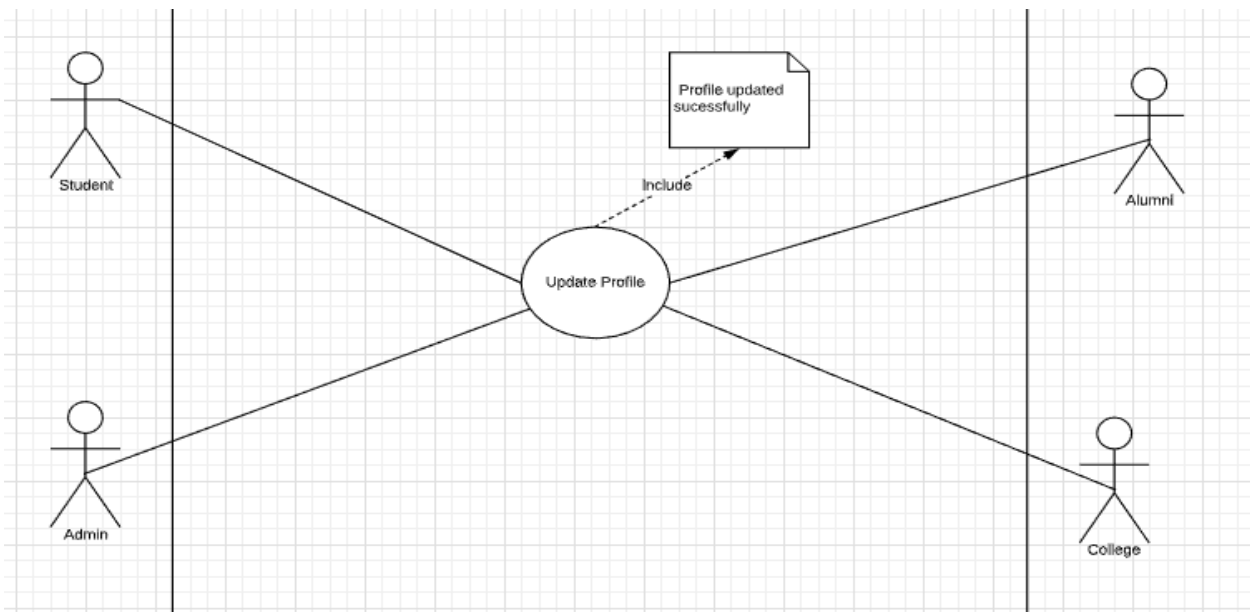 Profile updated
sucessfully
Student
Include
Alumni
Update Profile
Admin
College